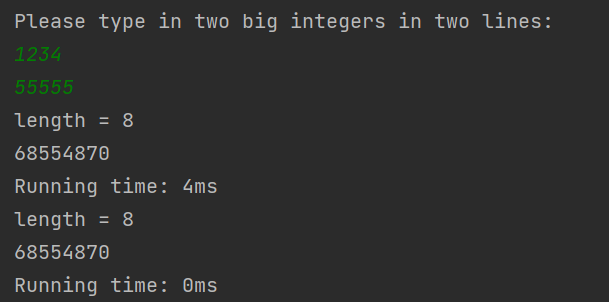 Please type in two big integers in two lines:
1234
55555
length = 8
68554870
Running time: 4ms
length = 8
68554870
Running time: 0ms